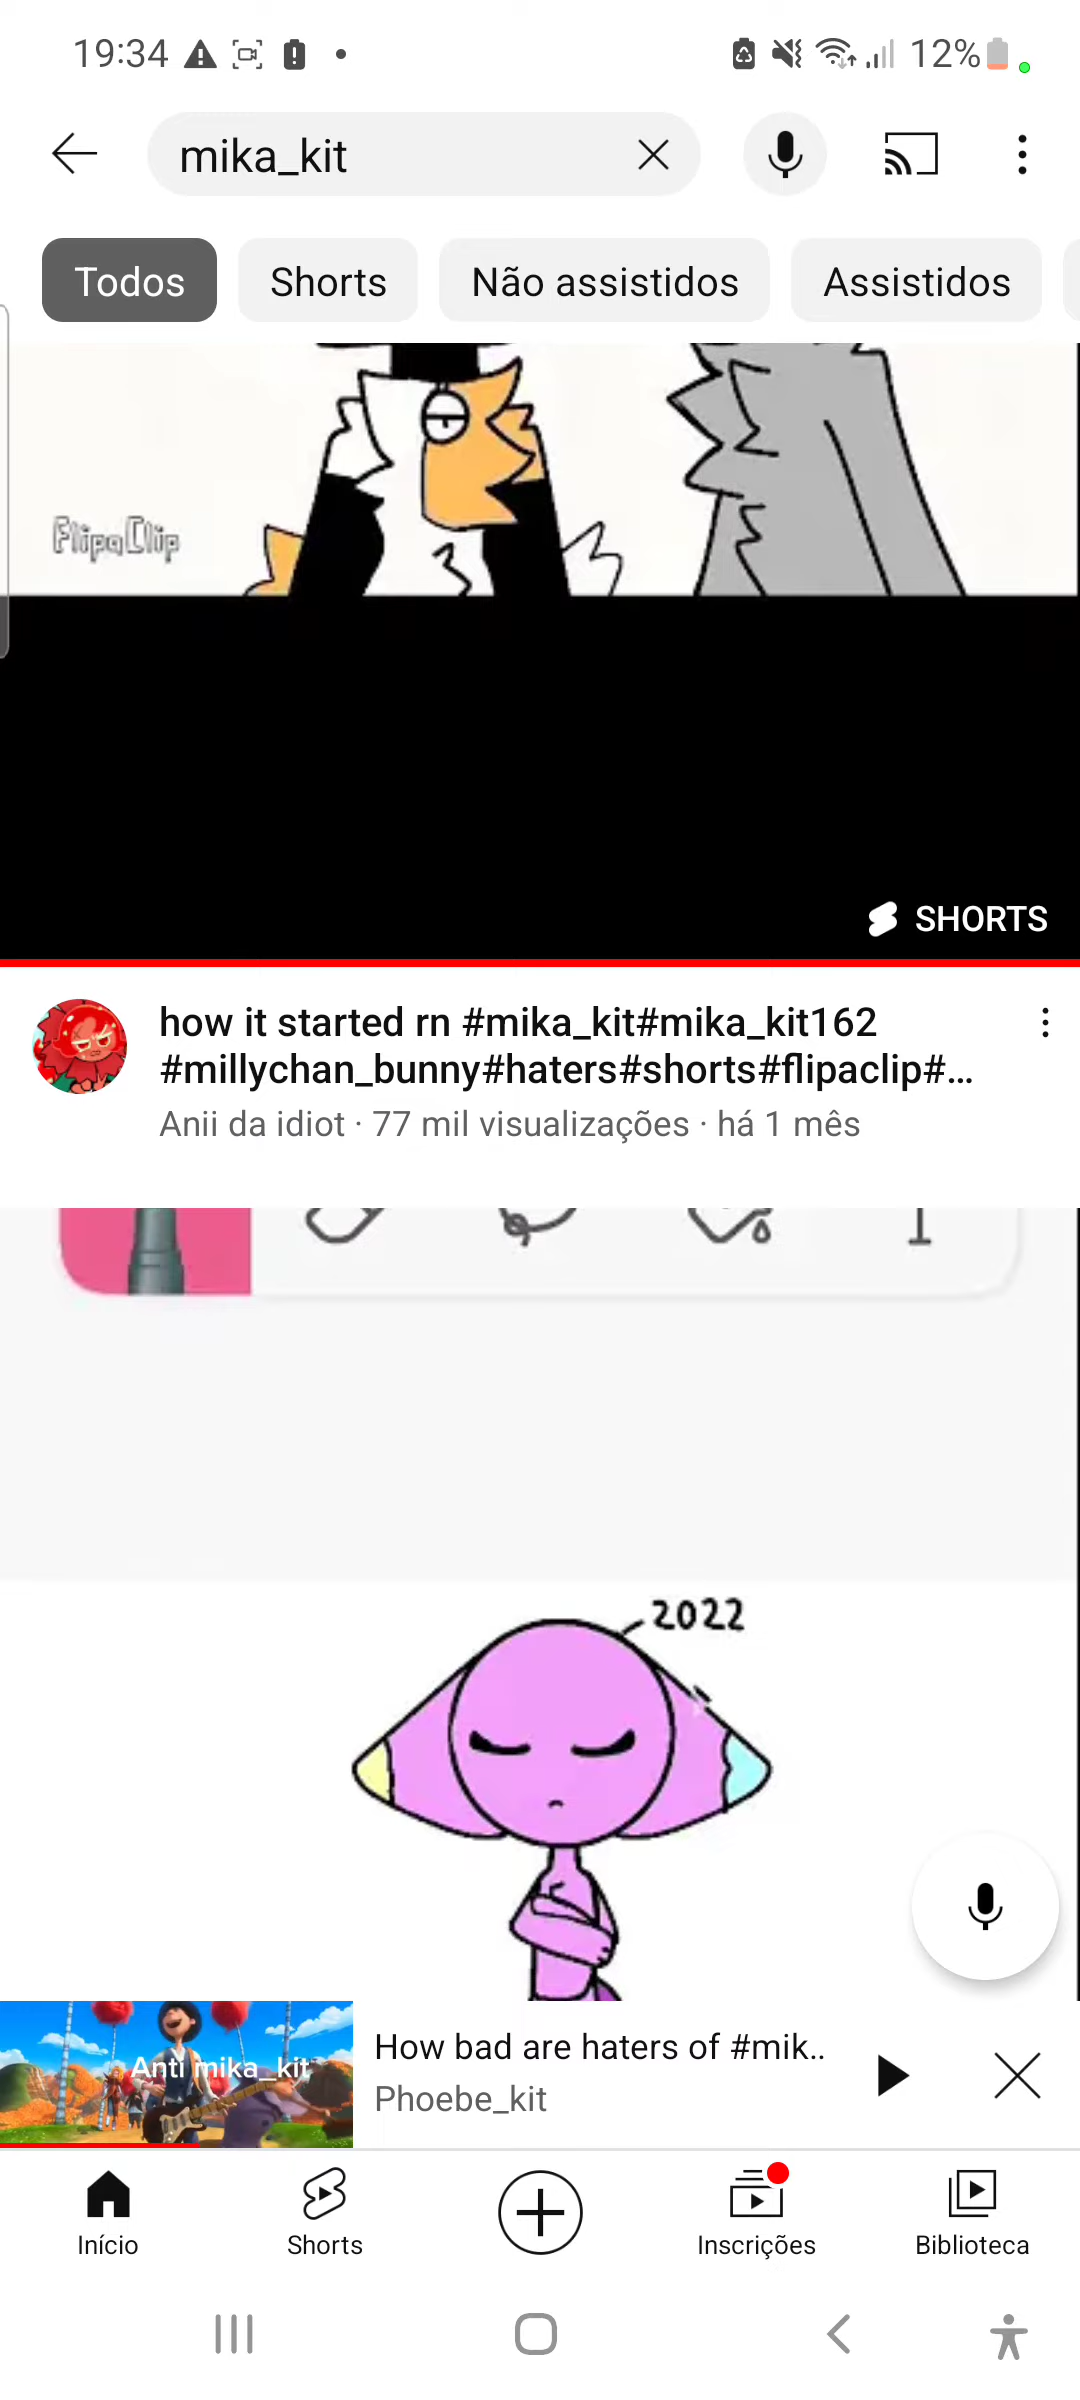 19:34
12%
mika_kit
Todos
Shorts
Não assistidos
Assistidos
FlipaClip
SHORTS
how it started rn #mika_kit#mika_kit162
#millychan_bunny#haters#shorts#flipaclip#...
Anii da idiot · 77 mil visualizações · há 1 mês
2022
Anti mika_kit
How bad are haters of #mik..
Phoebe_kit
Início
Shorts
Inscrições
Biblioteca